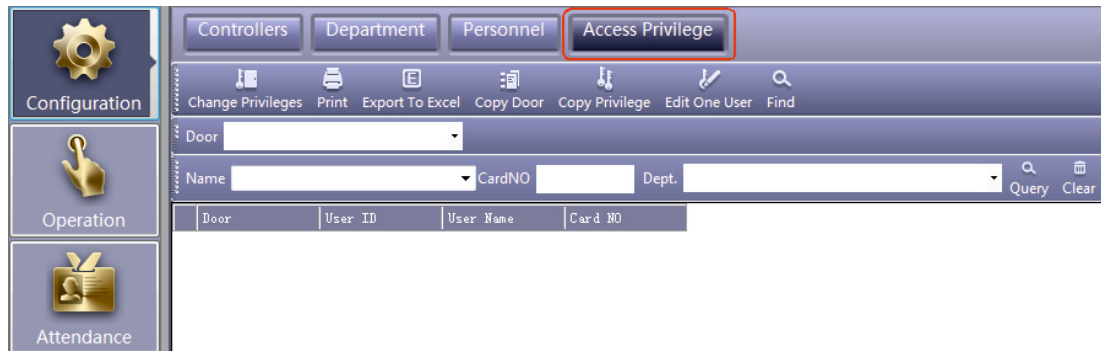 Controllers Department Personnel Access Privilege
Configuration
Change Privileges Print Export To Excel Copy Door Copy Privilege Edit One User Find
Door
Name CardNO Dept. Query Clear
Operation
Door User ID User Name Card NO
Attendance